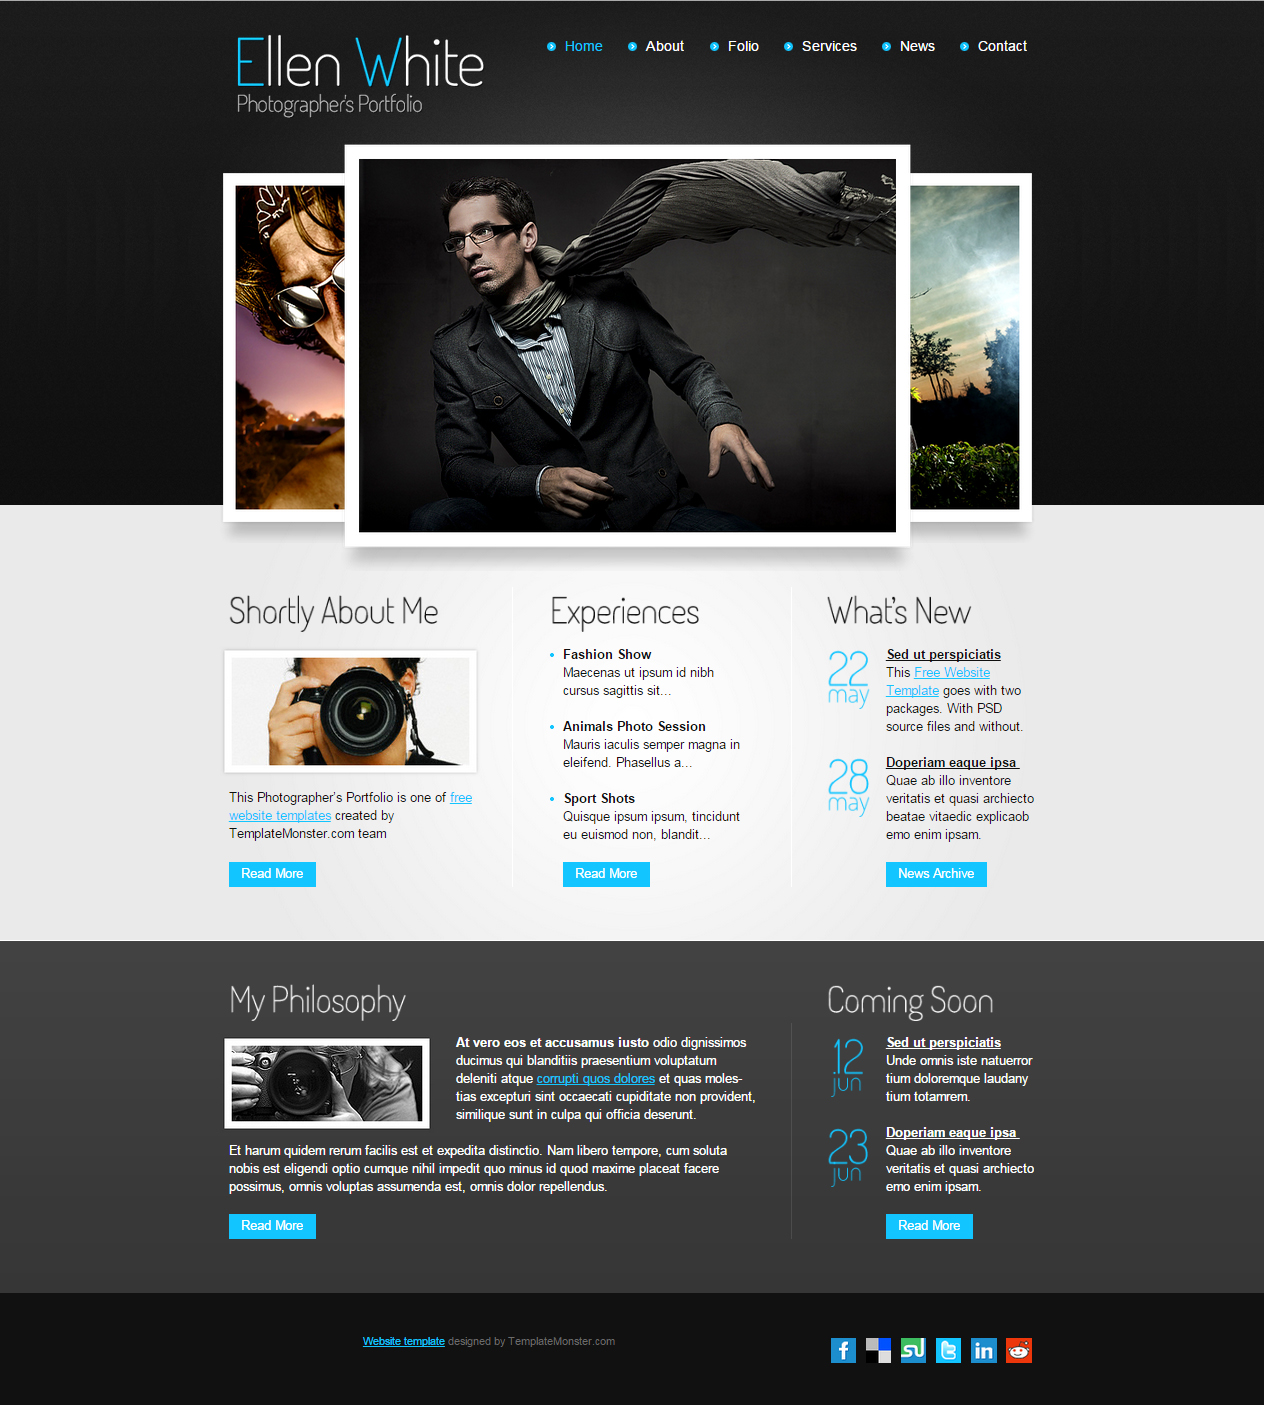 Ellen White
Photographer's Portfolio
Home
About
Folio
Services
News
Contact
Shortly About Me
This Photographer's Portfolio is one of free
website templates created by
TemplateMonster.com team
Read More
Experiences
Fashion Show
Maecenas ut ipsum id nibh
cursus sagittis sit...
Animals Photo Session
Mauris iaculis semper magna in
eleifend. Phasellus a...
Sport Shots
Quisque ipsum ipsum, tincidunt
eu euismod non, blandit...
Read More
What's New
22
may
Sed ut perspiciatis
This Free Website
Template goes with two
packages. With PSD
source files and without.
28
may
Doperiam eaque ipsa
Quae ab illo inventore
veritatis et quasi archiecto
beatae vitaedic explicaob
emo enim ipsam.
News Archive
My Philosophy
At vero eos et accusamus iusto odio dignissimos
ducimus qui blanditiis praesentium voluptatum
deleniti atque corrupti quos dolores et quas moles-
tias excepturi sint occaecati cupiditate non provident,
similique sunt in culpa qui officia deserunt.
Et harum quidem rerum facilis est et expedita distinctio. Nam libero tempore, cum soluta
nobis est eligendi optio cumque nihil impedit quo minus id quod maxime placeat facere
possimus, omnis voluptas assumenda est, omnis dolor repellendus.
Read More
Coming Soon
12
jun
Sed ut perspiciatis
Unde omnis iste natuerror
tium doloremque laudany
tium totamrem.
23
jun
Doperiam eaque ipsa
Quae ab illo inventore
veritatis et quasi archiecto
emo enim ipsam.
Read More
Website template designed by TemplateMonster.com